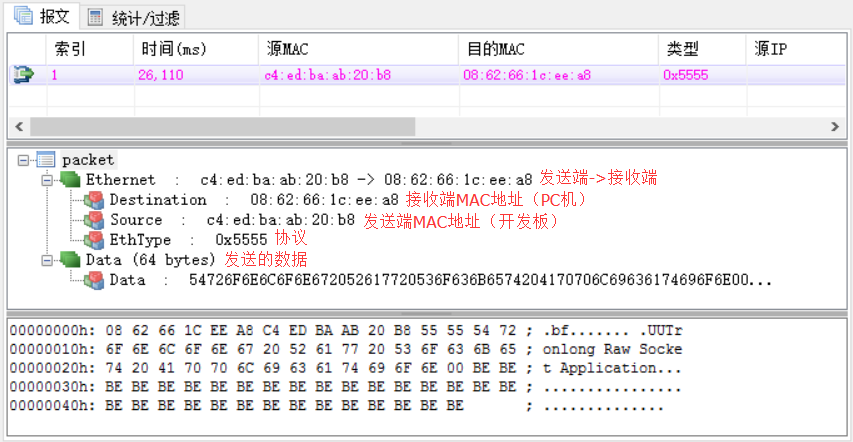 报文 统计/过滤
索引 时间(ms) 源MAC 目的MAC 类型 源IP
1 26,110 c4:ed:ba:ab:20:b8 08:62:66:1c:ee:a8 0x5555
packet
Ethernet : c4:ed:ba:ab:20:b8 -> 08:62:66:1c:ee:a8 发送端->接收端
Destination : 08:62:66:1c:ee:a8 接收端MAC地址（PC机）
Source : c4:ed:ba:ab:20:b8 发送端MAC地址（开发板）
EthType : 0x5555 协议
Data (64 bytes) 发送的数据
Data : 54726F6E6C6F6E672052617720536F636B6574204170706C69636174696F6E00...
00000000h: 08 62 66 1C EE A8 C4 ED BA AB 20 B8 55 55 54 72 ; .bf....... .UUTr
00000010h: 6F 6E 6C 6F 6E 67 20 52 61 77 20 53 6F 63 6B 65 ; onlong Raw Socke
00000020h: 74 20 41 70 70 6C 69 63 61 74 69 6F 6E 00 BE BE ; t Application...
00000030h: BE BE BE BE BE BE BE BE BE BE BE BE BE BE BE BE ; ................
00000040h: BE BE BE BE BE BE BE BE BE BE BE BE BE BE ; ..............